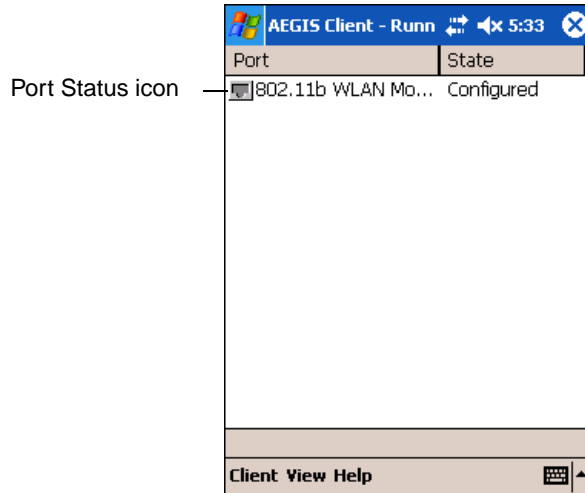 AEGIS Client - Runn 5:33
Port State
Port Status icon
802.11b WLAN Mo... Configured
Client View Help